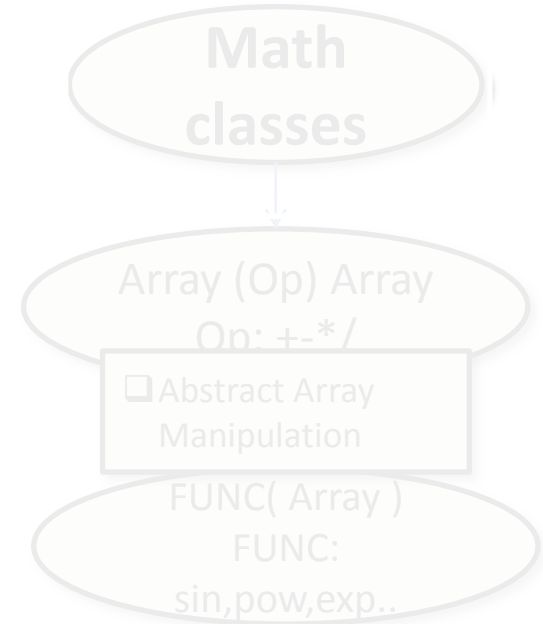 Math
classes
Array (Op) Array
Op: +-*/
❑Abstract Array
Manipulation
FUNC( Array )
FUNC:
sin,pow,exp..